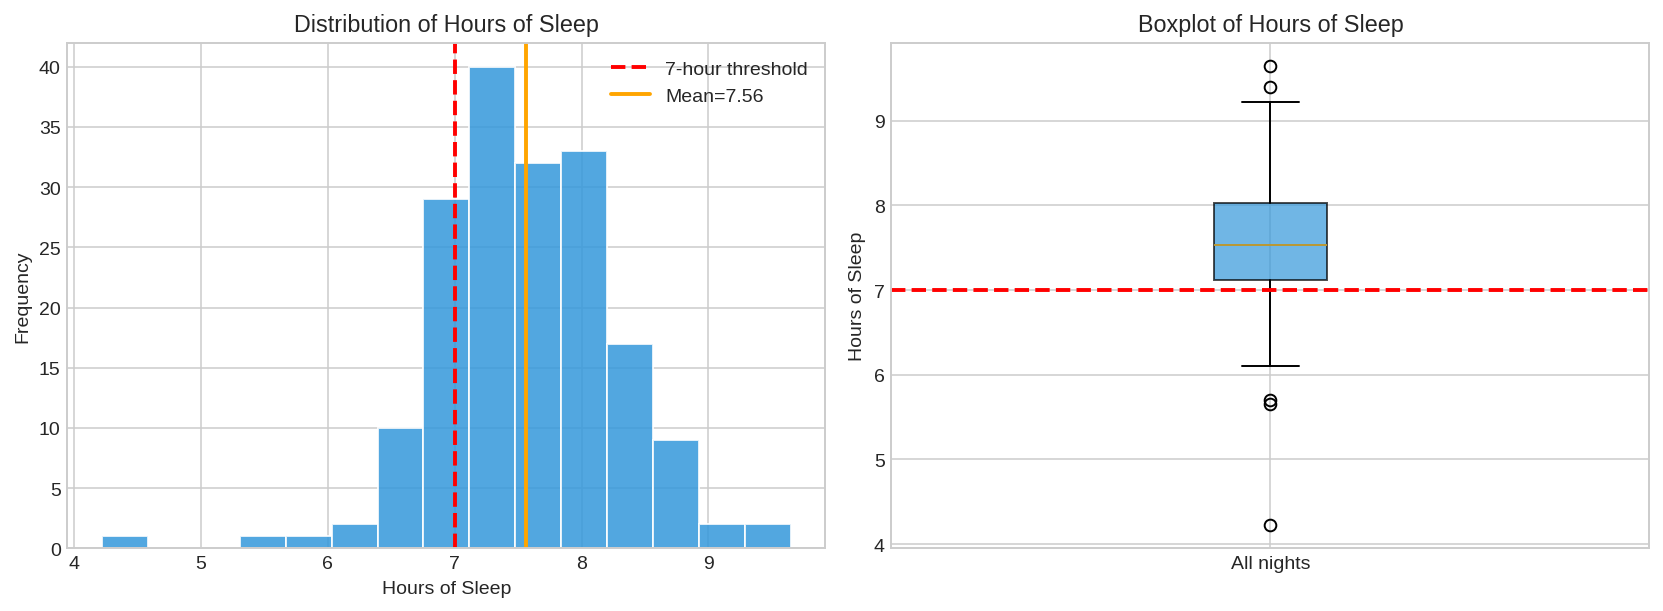 Distribution of Hours of Sleep
40
35
30
25
20
15
10
5
0
Frequency
4 5 6 7 8 9
Hours of Sleep
7-hour threshold
Mean=7.56
Boxplot of Hours of Sleep
9
8
7
6
5
4
Hours of Sleep
All nights